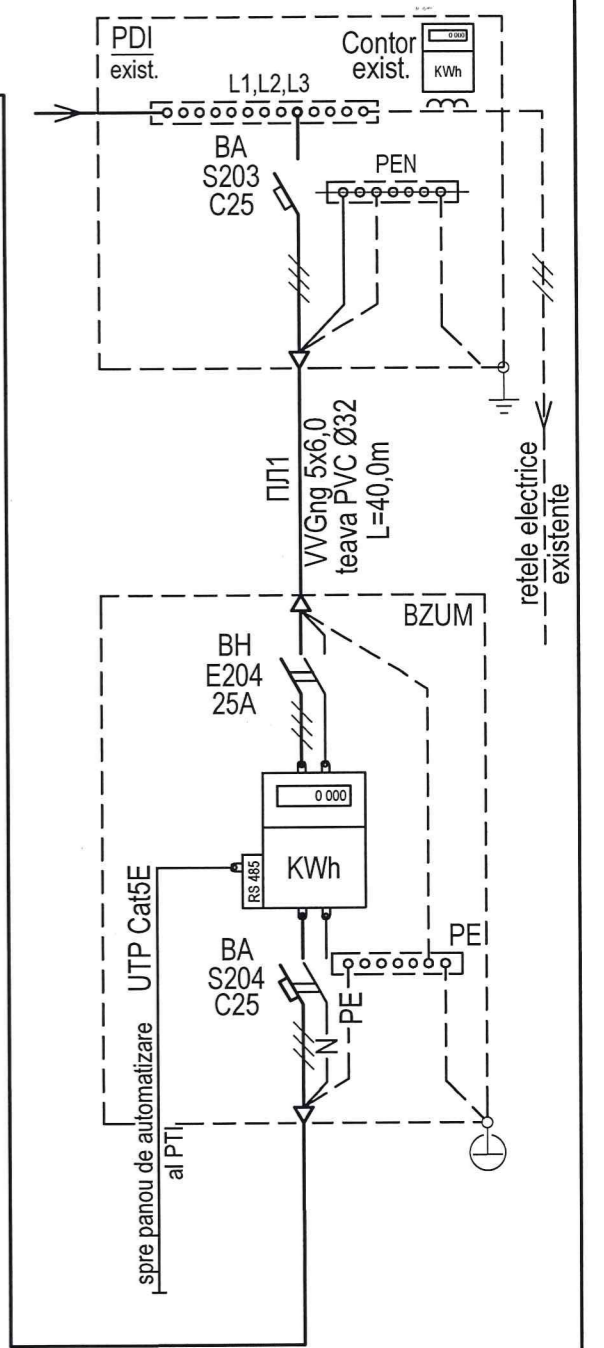 PDI
exist.
Contor
exist.
0 000
KWh
L1,L2,L3
BA
S203
C25
PEN
ПЛ1
VVGng 5x6,0
teava PVC Ø32
L=40,0m
retele electrice
existente
BZUM
BH
E204
25A
0 000
KWh
RS 485
UTP Cat5E
BA
S204
C25
PE
PE
N
spre panou de automatizare
al PTI